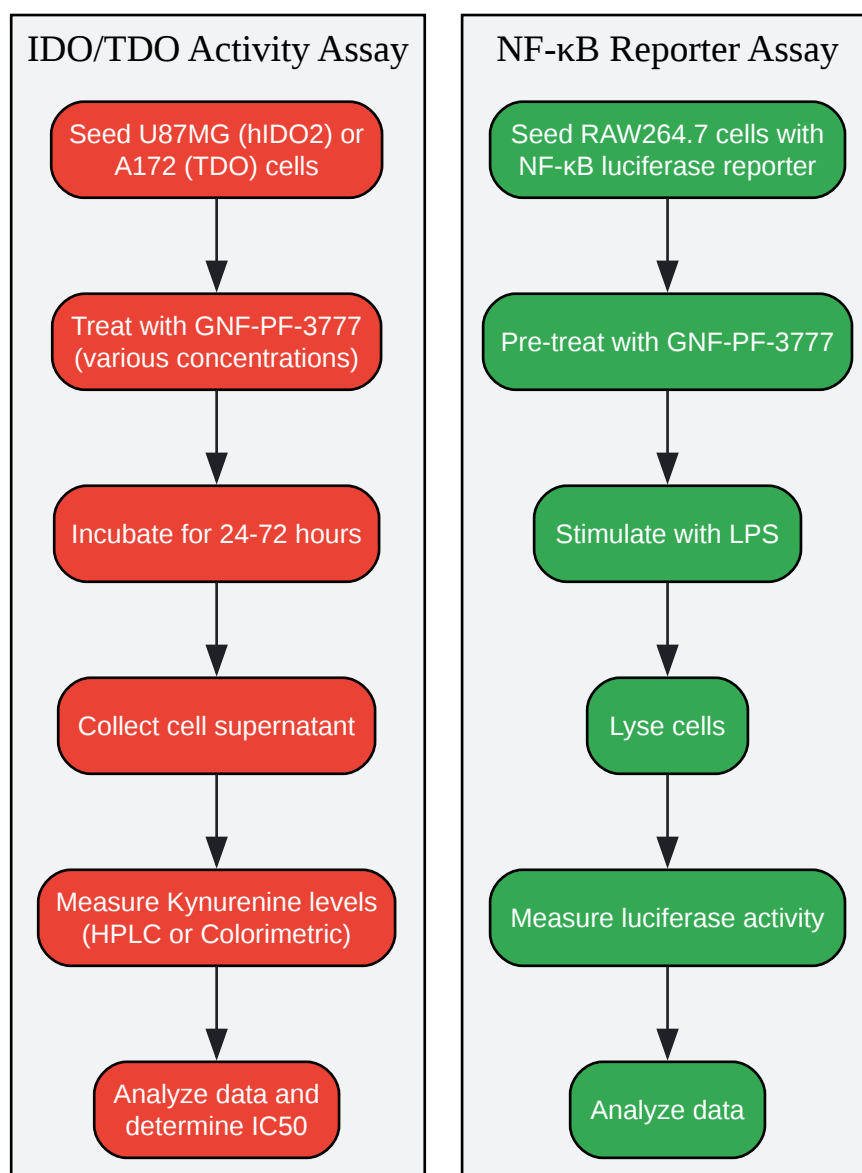 IDO/TDO Activity Assay
Seed U87MG (hIDO2) or
A172 (TDO) cells
Treat with GNF-PF-3777
(various concentrations)
Incubate for 24-72 hours
Collect cell supernatant
Measure Kynurenine levels
(HPLC or Colorimetric)
Analyze data and
determine IC50
NF-κB Reporter Assay
Seed RAW264.7 cells with
NF-κB luciferase reporter
Pre-treat with GNF-PF-3777
Stimulate with LPS
Lyse cells
Measure luciferase activity
Analyze data